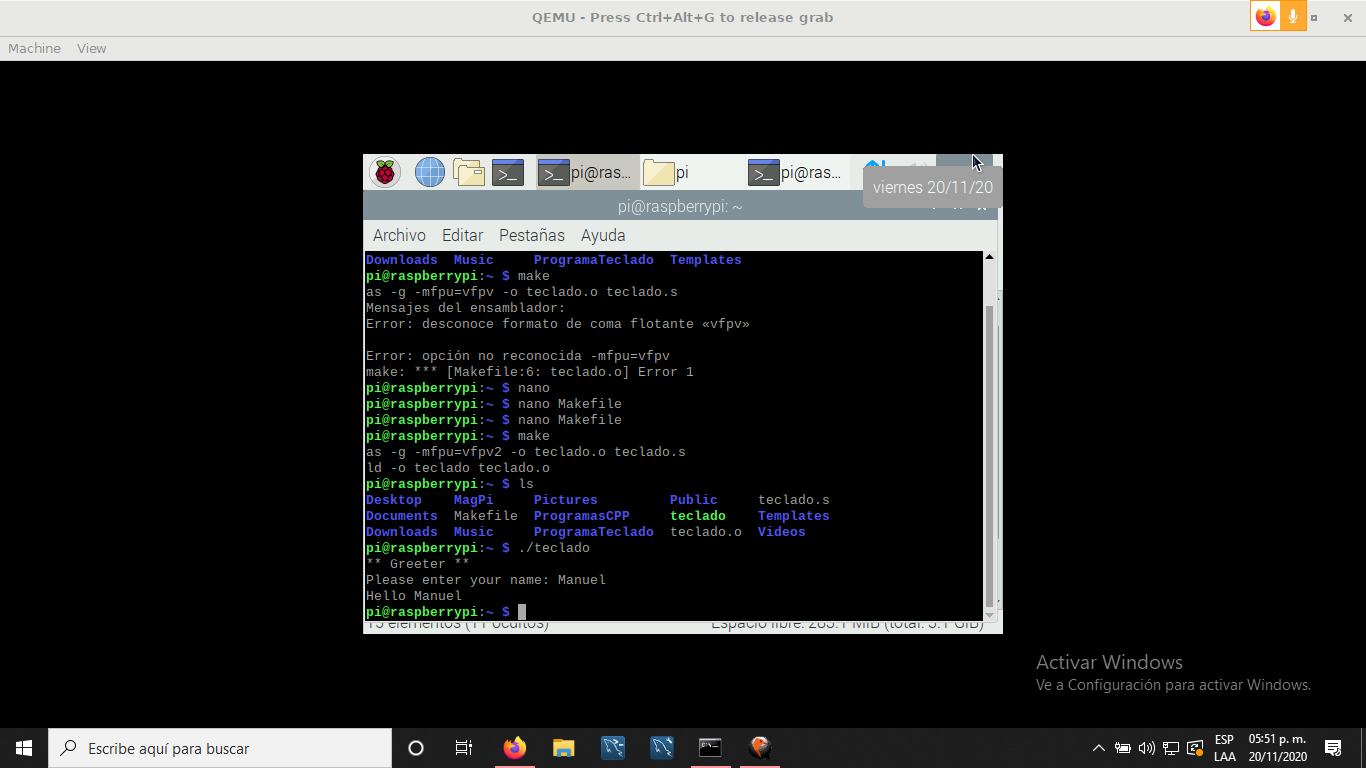 QEMU - Press Ctrl+Alt+G to release grab
Machine View
pi@ras... pi pi@ras...
viernes 20/11/20
pi@raspberrypi: ~
Archivo Editar Pestañas Ayuda
Downloads Music ProgramaTeclado Templates
pi@raspberrypi:~ $ make
as -g -mfpu=vfpv -o teclado.o teclado.s
Mensajes del ensamblador:
Error: desconoce formato de coma flotante «vfpv»
Error: opción no reconocida -mfpu=vfpv
make: *** [Makefile:6: teclado.o] Error 1
pi@raspberrypi:~ $ nano
pi@raspberrypi:~ $ nano Makefile
pi@raspberrypi:~ $ nano Makefile
pi@raspberrypi:~ $ make
as -g -mfpu=vfpv2 -o teclado.o teclado.s
ld -o teclado teclado.o
pi@raspberrypi:~ $ ls
Desktop MagPi Pictures Public teclado.s
Documents Makefile ProgramasCPP teclado Templates
Downloads Music ProgramaTeclado teclado.o Videos
pi@raspberrypi:~ $ ./teclado
** Greeter **
Please enter your name: Manuel
Hello Manuel
pi@raspberrypi:~ $
elementos (11 ocultos) Espacio libre: MiB (total: GiB)
Activar Windows
Ve a Configuración para activar Windows.
Escribe aquí para buscar
ESP 05:51 p. m.
LAA 20/11/2020